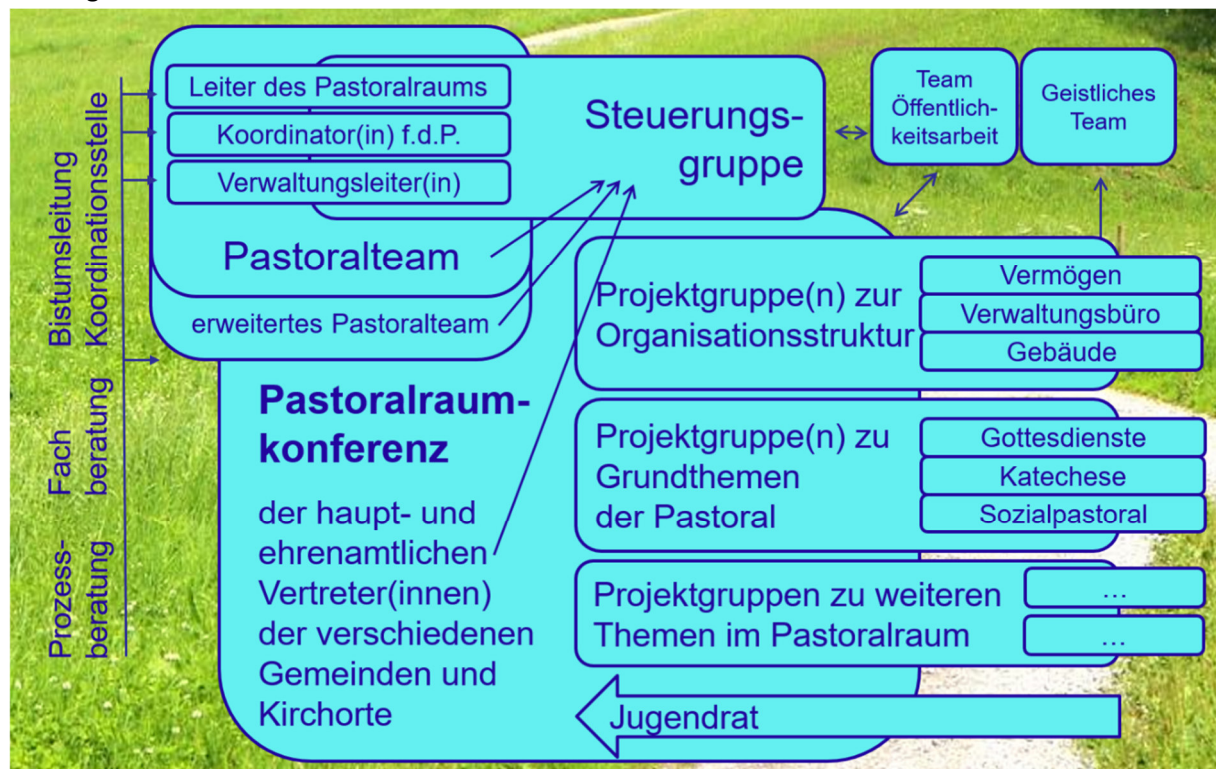 Leiter des Pastoralraums
Koordinator(in) f.d.P.
Verwaltungsleiter(in)
Steuerungs-
gruppe
Team
Öffentlich-
keitsarbeit
Geistliches
Team
Pastoralteam
erweitertes Pastoralteam
Bistumsleitung
Koordinationsstelle
Fach
beratung
Prozess-
beratung
Pastoralraum-
konferenz
der haupt- und
ehrenamtlichen
Vertreter(innen)
der verschiedenen
Gemeinden und
Kirchorte
Projektgruppe(n) zur
Organisationsstruktur
Vermögen
Verwaltungsbüro
Gebäude
Projektgruppe(n) zu
Grundthemen
der Pastoral
Gottesdienste
Katechese
Sozialpastoral
Projektgruppen zu weiteren
Themen im Pastoralraum
...
...
Jugendrat